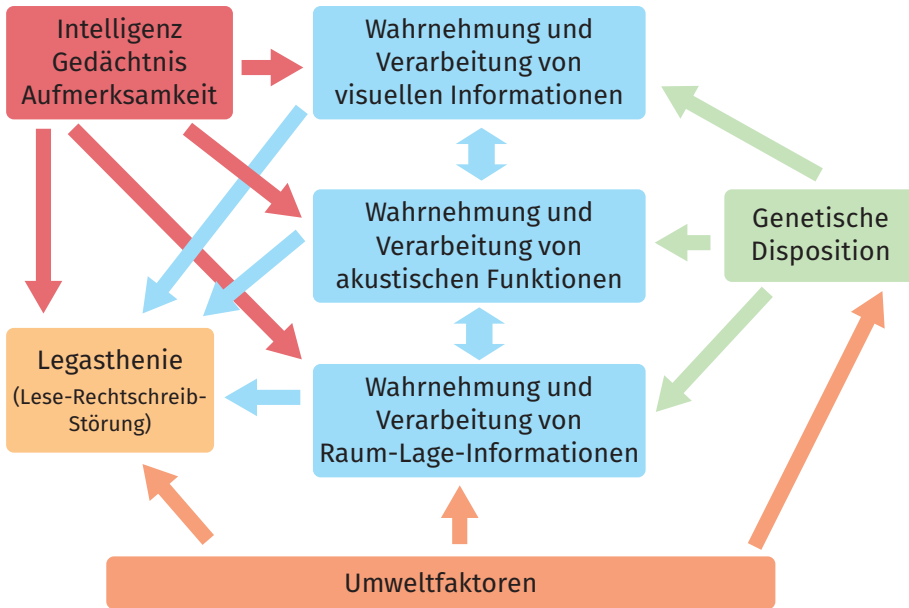 Intelligenz
Gedächtnis
Aufmerksamkeit
Wahrnehmung und
Verarbeitung von
visuellen Informationen
Wahrnehmung und
Verarbeitung von
akustischen Funktionen
Genetische
Disposition
Legasthenie
(Lese-Rechtschreib-
Störung)
Wahrnehmung und
Verarbeitung von
Raum-Lage-Informationen
Umweltfaktoren